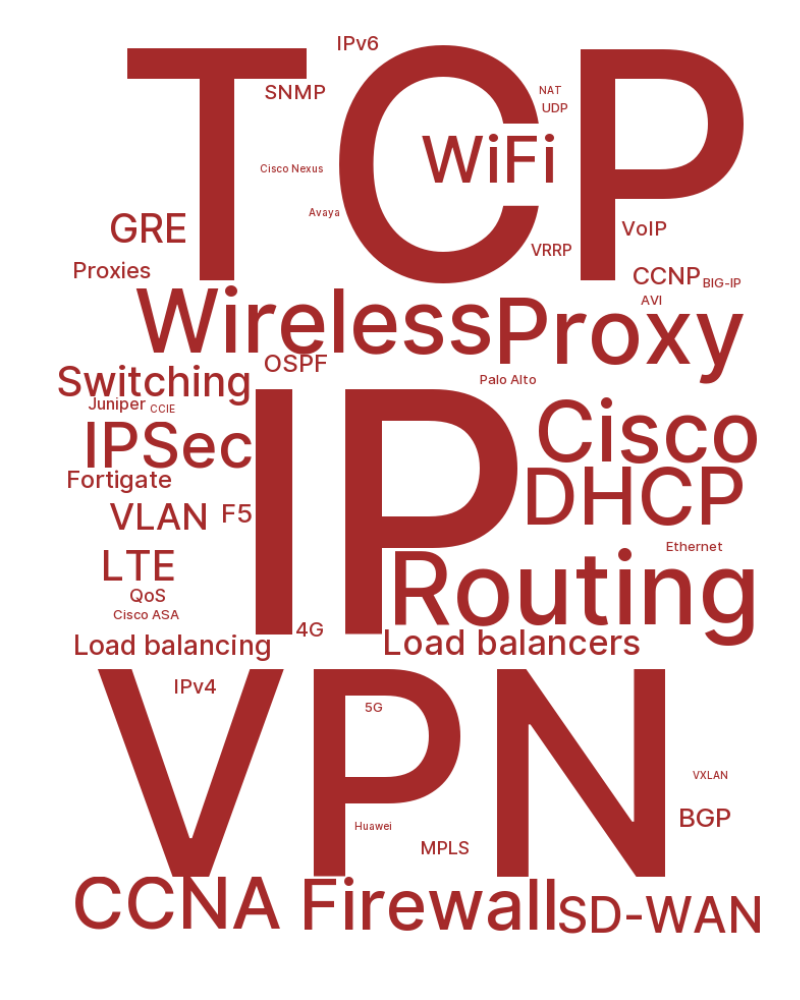 IPv6
TCP
SNMP
NAT
UDP
WiFi
Cisco Nexus
Avaya
GRE
VoIP
VRRP
Proxies
CCNP
BIG-IP
AVI
Wireless
Proxy
OSPF
Switching
Palo Alto
Juniper
CCIE
IP
Cisco
IPSec
Fortigate
DHCP
VLAN
F5
Ethernet
LTE
Routing
QoS
Cisco ASA
4G
Load balancing
Load balancers
VPN
IPv4
5G
VXLAN
BGP
Huawei
MPLS
CCNA
Firewall
SD-WAN